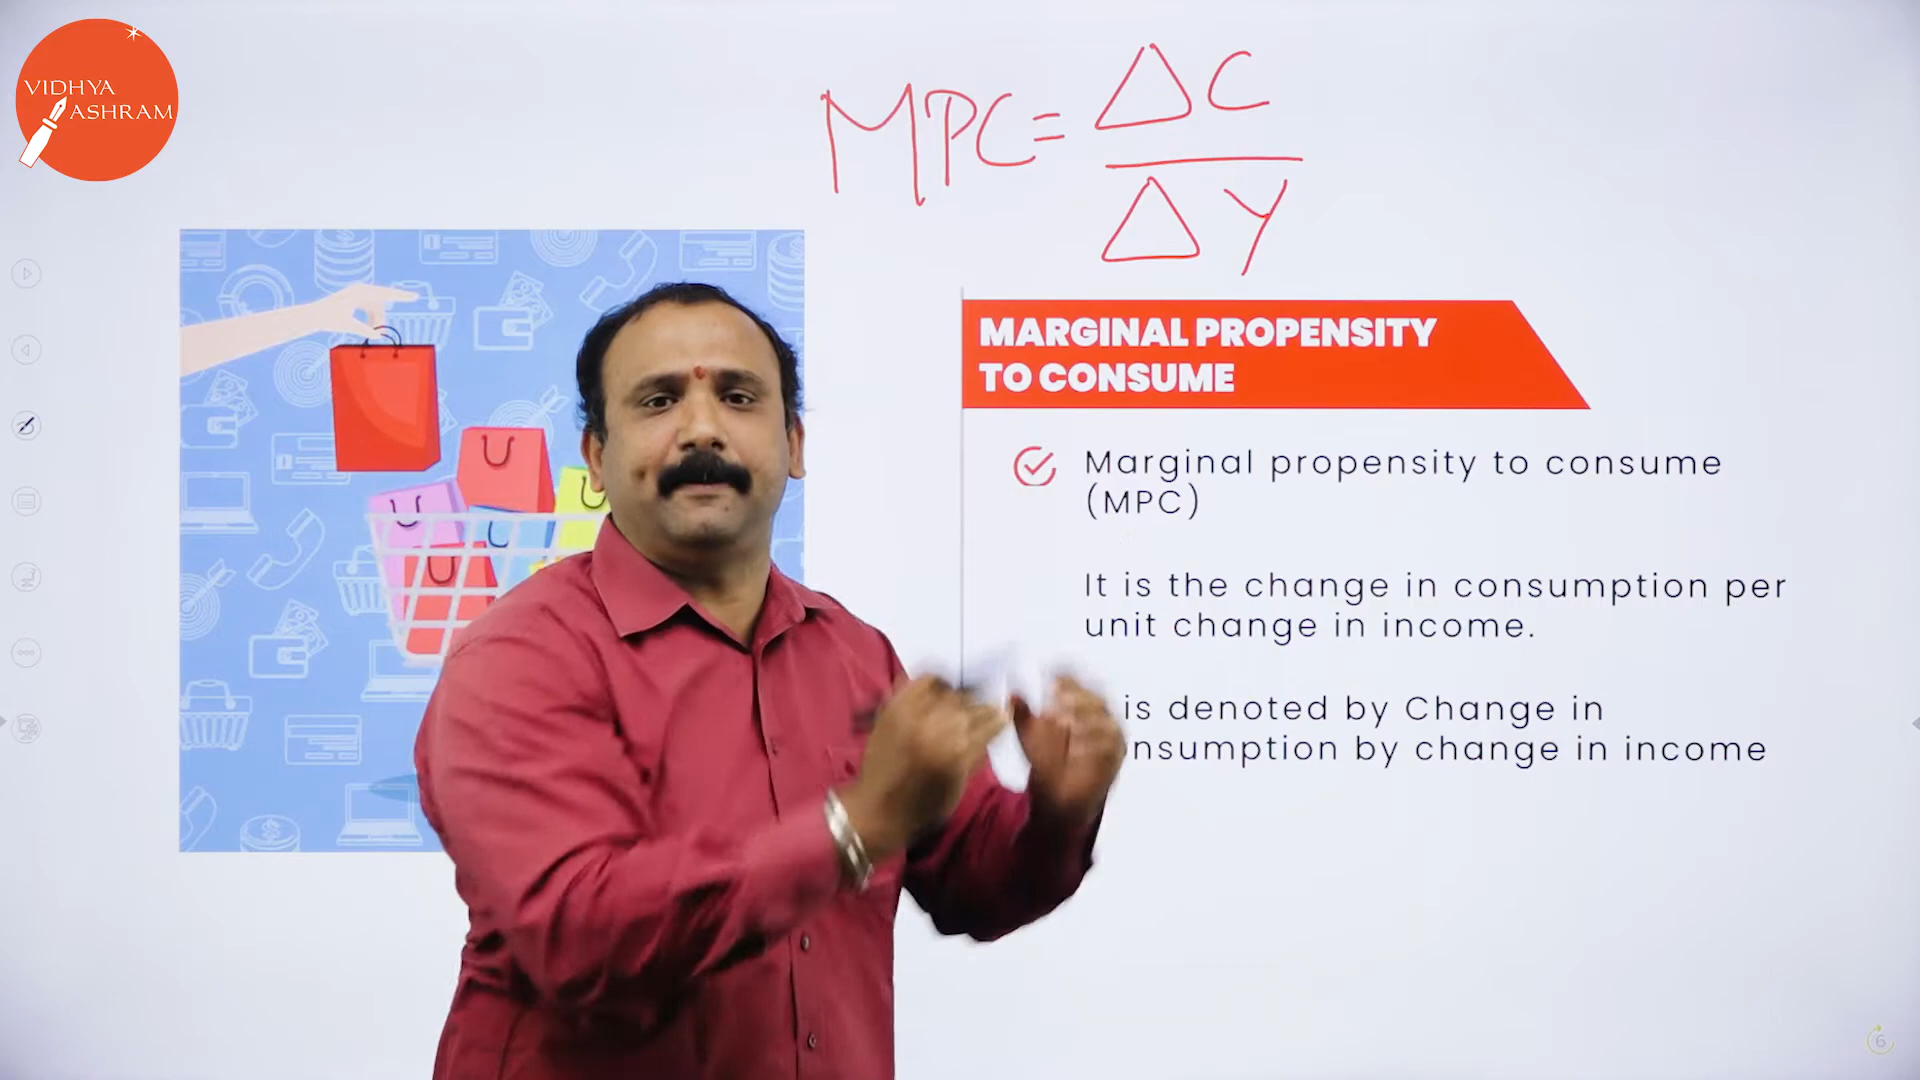 VIDHYA
ASHRAM
MPC = ΔC
ΔY
MARGINAL PROPENSITY
TO CONSUME
Marginal propensity to consume
(MPC)
It is the change in consumption per
unit change in income.
is denoted by Change in
nsumption by change in income
6